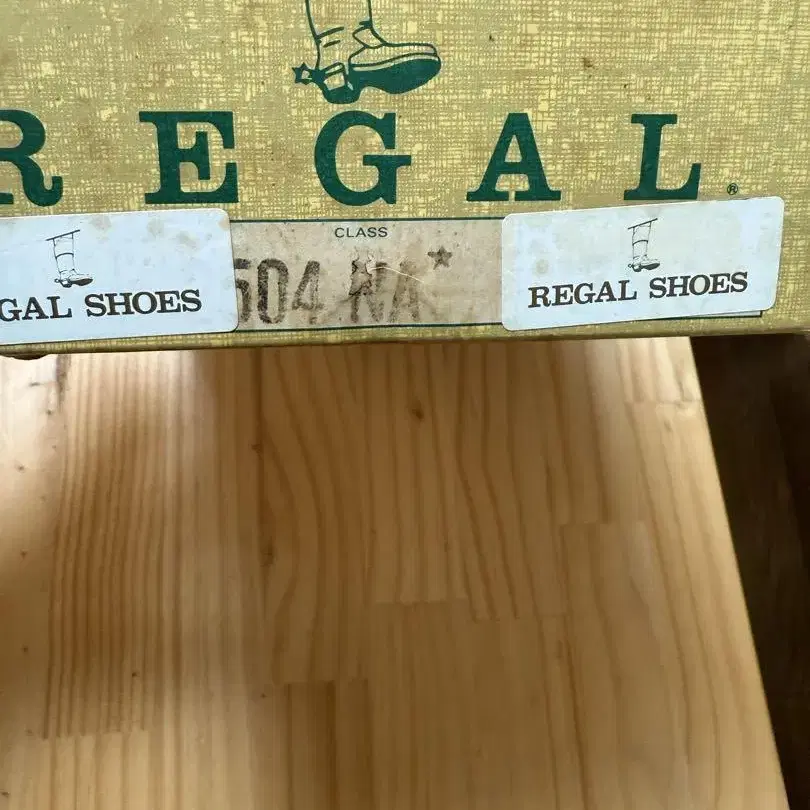 REGAL®
CLASS
504 NA*
GAL SHOES
REGAL SHOES